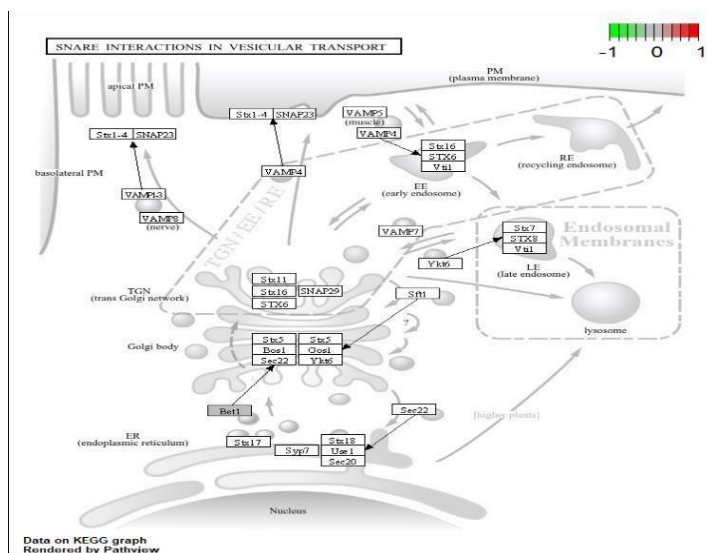 -1 0 1
SNARE INTERACTIONS IN VESICULAR TRANSPORT
apical PM
PM
(plasma membrane)
Stx1-4 SNAP23
VAMP5
(muscle)
VAMP4
Stx1-4 SNAP23
basolateral PM
Stx16
STX6
Vti1
RE
(recycling endosome)
VAMP4
EE
(early endosome)
VAMP1-3
VAMP8
(nerve)
TGN / EE / RE
VAMP7
Stx7
STX8
Vti1
Endosomal
Membranes
Ykt6
LE
(late endosome)
TGN
(trans Golgi network)
Stx11
Stx16
STX6
SNAP29
Sft1
lysosome
?
Golgi body
Stx5
Bos1
Sec22
Stx5
Gos1
Ykt6
Bet1
Sec22
[higher plants]
ER
(endoplasmic reticulum)
Stx17
Syp7
Stx18
Use1
Sec20
Nucleus
Data on KEGG graph
Rendered by Pathview